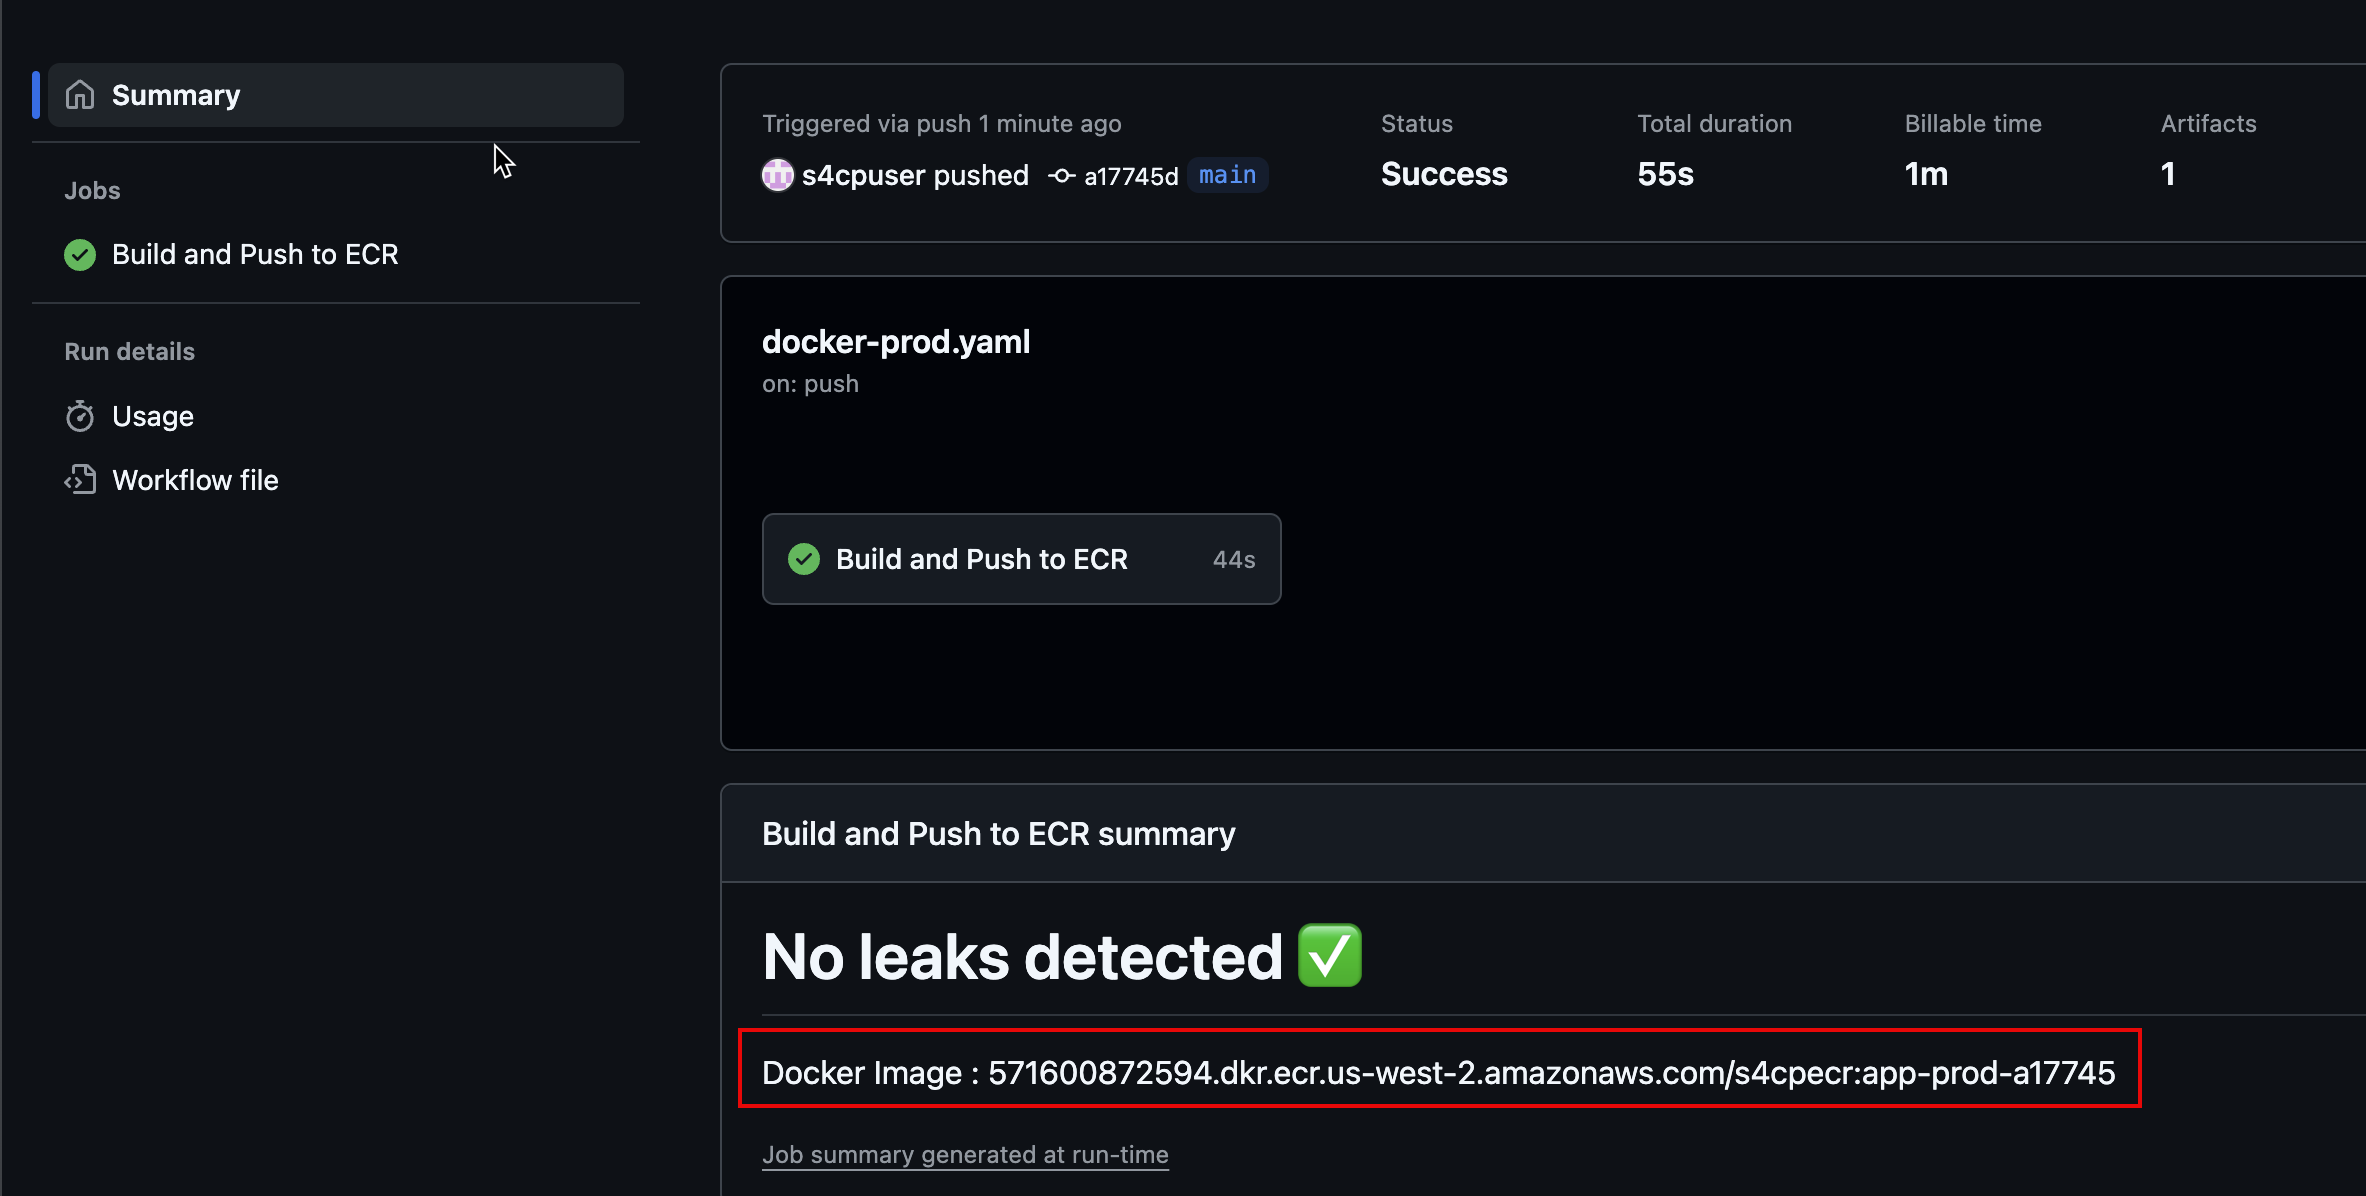 Summary
Jobs
Build and Push to ECR
Run details
Usage
Workflow file
Triggered via push 1 minute ago
s4cpuser pushed a17745d main
Status
Success
Total duration
55s
Billable time
1m
Artifacts
1
docker-prod.yaml
on: push
Build and Push to ECR 44s
Build and Push to ECR summary
No leaks detected ✅
Docker Image : 571600872594.dkr.ecr.us-west-2.amazonaws.com/s4cpecr:app-prod-a17745
Job summary generated at run-time